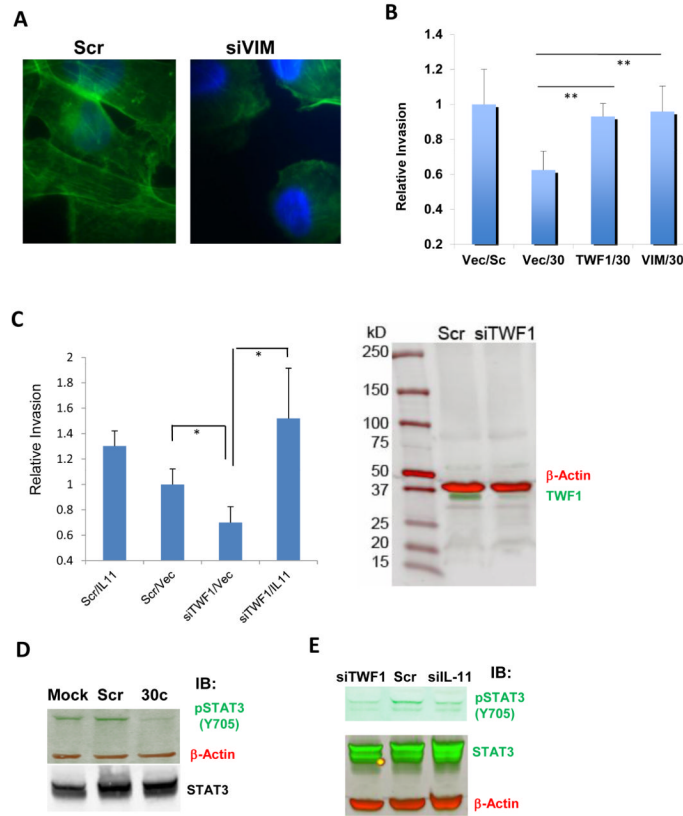 A
Scr
siVIM
B
Relative Invasion
1.4
1.2
1
0.8
0.6
0.4
0.2
**
**
Vec/Sc
Vec/30
TWF1/30
VIM/30
C
Relative Invasion
2
1.8
1.6
1.4
1.2
1
0.8
0.6
0.4
*
*
Scr/IL11
Scr/Vec
siTWF1/Vec
siTWF1/IL11
kD
Scr siTWF1
250
150
100
75
50
37
25
20
15
β-Actin
TWF1
D
Mock Scr 30c
IB:
pSTAT3
(Y705)
β-Actin
STAT3
E
siTWF1 Scr siIL-11
IB:
pSTAT3
(Y705)
STAT3
β-Actin